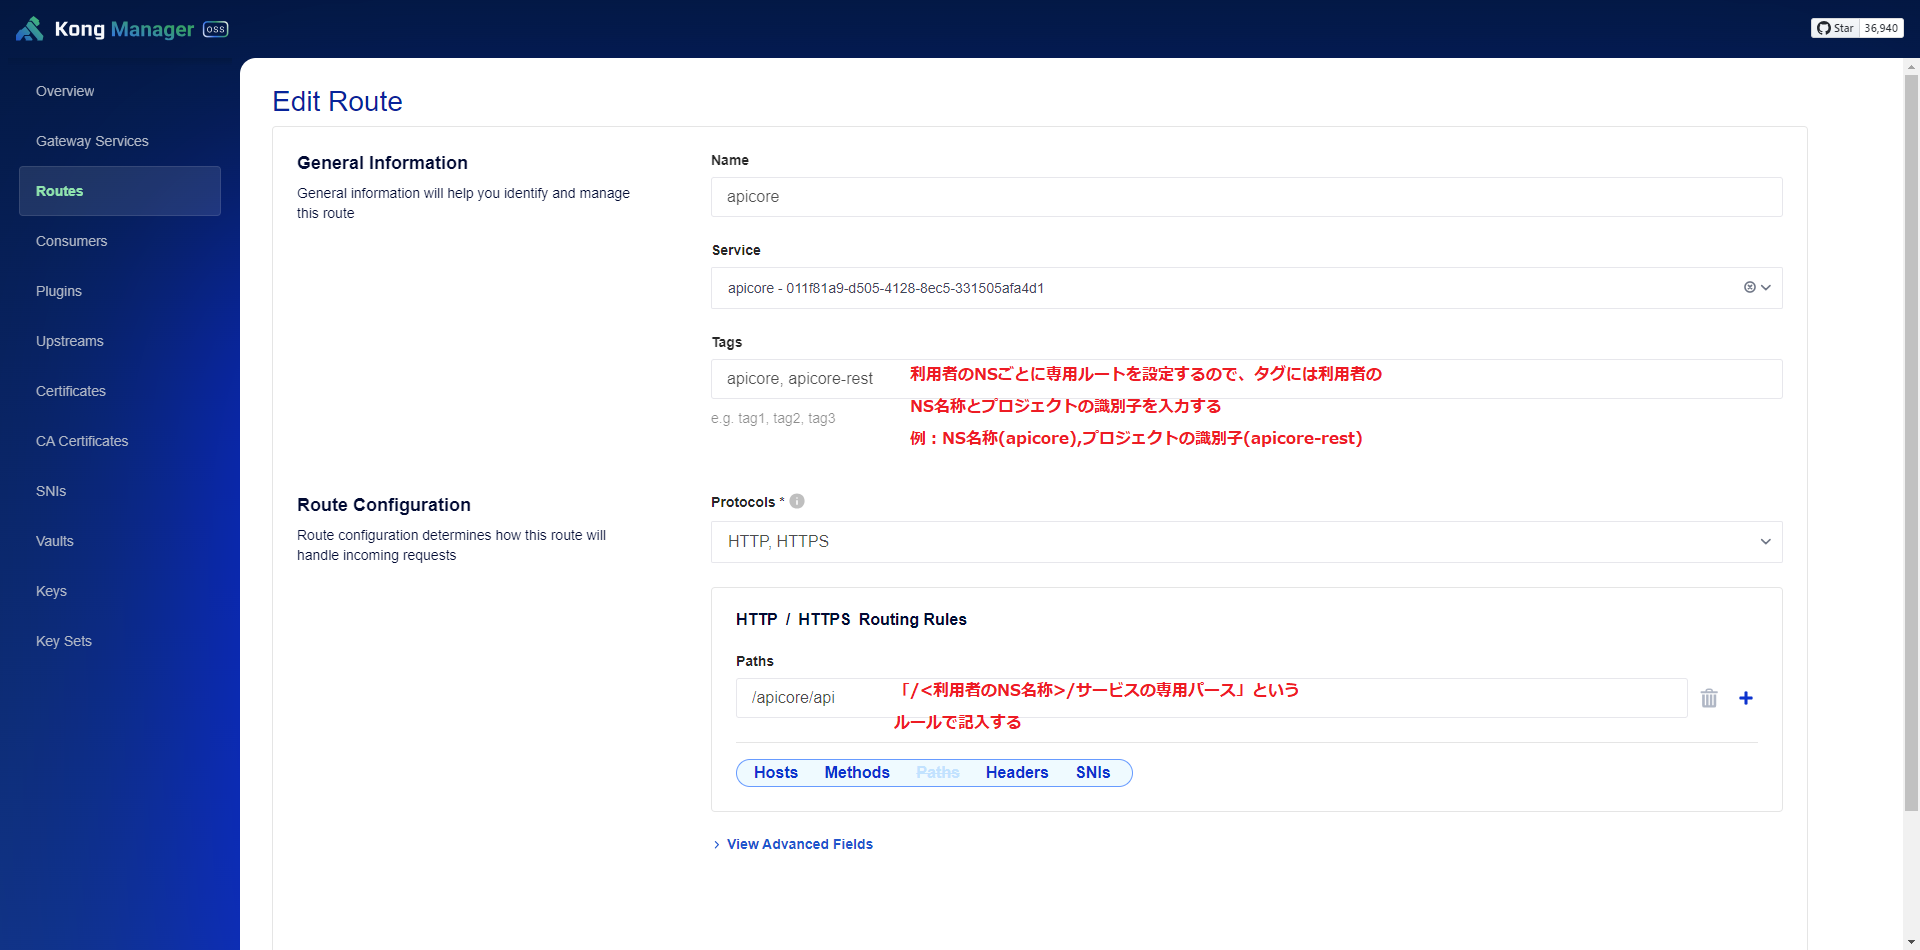 Kong Manager OSS
Star 36,940
Overview
Gateway Services
Routes
Consumers
Plugins
Upstreams
Certificates
CA Certificates
SNIs
Vaults
Keys
Key Sets
Edit Route
General Information
General information will help you identify and manage
this route
Name
apicore
Service
apicore - 011f81a9-d505-4128-8ec5-331505afa4d1
Tags
apicore, apicore-rest
e.g. tag1, tag2, tag3
利用者のNSごとに専用ルートを設定するので、タグには利用者の
NS名称とプロジェクトの識別子を入力する
例：NS名称(apicore),プロジェクトの識別子(apicore-rest)
Route Configuration
Route configuration determines how this route will
handle incoming requests
Protocols *
HTTP, HTTPS
HTTP / HTTPS Routing Rules
Paths
/apicore/api
「/<利用者のNS名称>/サービスの専用パース」という
ルールで記入する
Hosts Methods Paths Headers SNIs
View Advanced Fields